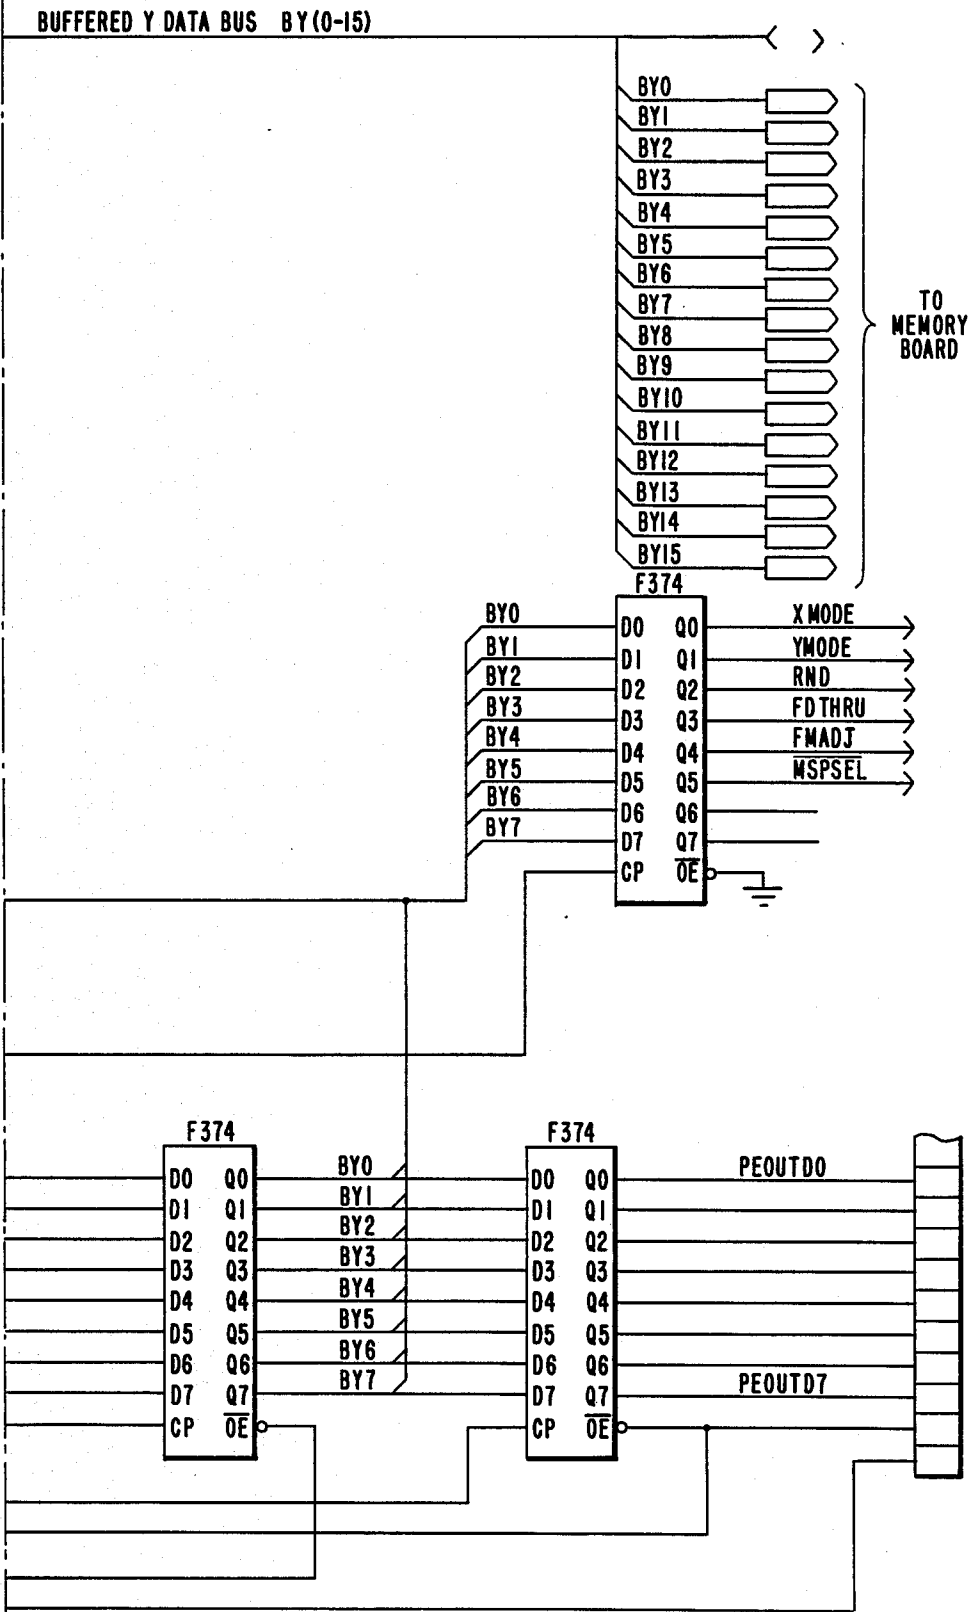 BUFFERED Y DATA BUS BY(0-15)
BY0
BY1
BY2
BY3
BY4
BY5
BY6
BY7
BY8
BY9
BY10
BY11
BY12
BY13
BY14
BY15
TO
MEMORY
BOARD
F374
BY0 D0 Q0 XMODE
BY1 D1 Q1 YMODE
BY2 D2 Q2 RND
BY3 D3 Q3 FDTHRU
BY4 D4 Q4 FMADJ
BY5 D5 Q5 MSPSEL
BY6 D6 Q6
BY7 D7 Q7
CP OE
F374 F374
D0 Q0 BY0 D0 Q0 PEOUTD0
D1 Q1 BY1 D1 Q1
D2 Q2 BY2 D2 Q2
D3 Q3 BY3 D3 Q3
D4 Q4 BY4 D4 Q4
D5 Q5 BY5 D5 Q5
D6 Q6 BY6 D6 Q6
D7 Q7 BY7 D7 Q7 PEOUTD7
CP OE CP OE